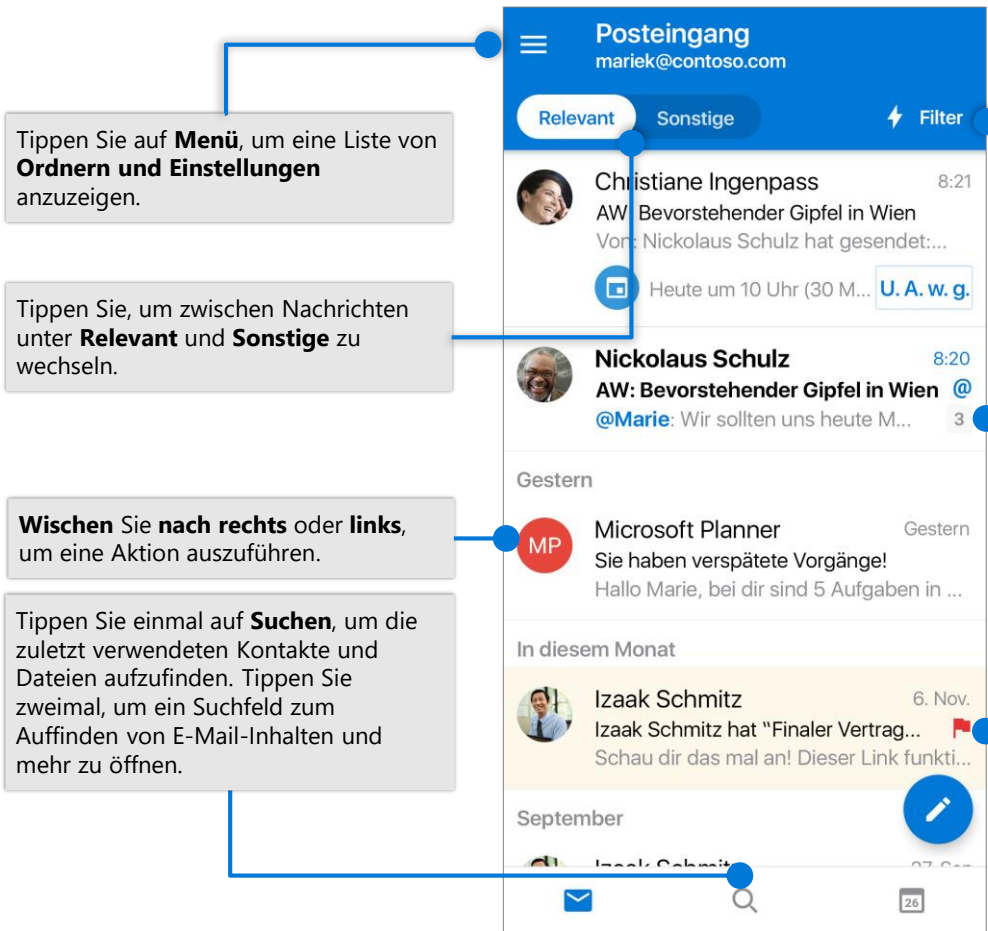 Tippen Sie auf Menü, um eine Liste von
Ordnern und Einstellungen
anzuzeigen.
Tippen Sie, um zwischen Nachrichten
unter Relevant und Sonstige zu
wechseln.
Wischen Sie nach rechts oder links,
um eine Aktion auszuführen.
Tippen Sie einmal auf Suchen, um die
zuletzt verwendeten Kontakte und
Dateien aufzufinden. Tippen Sie
zweimal, um ein Suchfeld zum
Auffinden von E-Mail-Inhalten und
mehr zu öffnen.
Posteingang
mariek@contoso.com
Relevant Sonstige Filter
Christiane Ingenpass 8:21
AW: Bevorstehender Gipfel in Wien
Von: Nickolaus Schulz hat gesendet:...
Heute um 10 Uhr (30 M... U. A. w. g.
Nickolaus Schulz 8:20
AW: Bevorstehender Gipfel in Wien @
@Marie: Wir sollten uns heute M... 3
Gestern
MP Microsoft Planner Gestern
Sie haben verspätete Vorgänge!
Hallo Marie, bei dir sind 5 Aufgaben in ...
In diesem Monat
Izaak Schmitz 6. Nov.
Izaak Schmitz hat "Finaler Vertrag...
Schau dir das mal an! Dieser Link funkti...
September
Izaak Schmitz 27. Sep
26